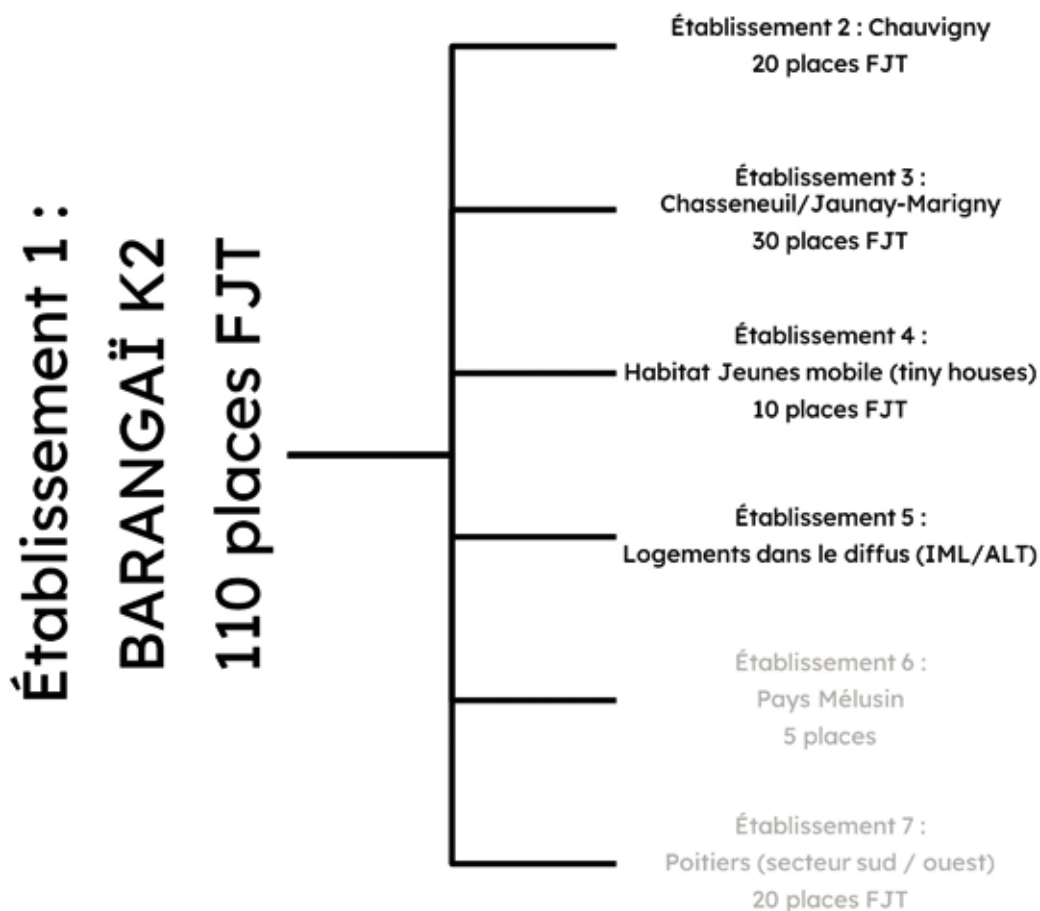 Établissement 1 :
BARANGAÏ K2
110 places FJT
Établissement 2 : Chauvigny
20 places FJT
Établissement 3 :
Chasseneuil/Jaunay-Marigny
30 places FJT
Établissement 4 :
Habitat Jeunes mobile (tiny houses)
10 places FJT
Établissement 5 :
Logements dans le diffus (IML/ALT)
Établissement 6 :
Pays Mélusin
5 places
Établissement 7 :
Poitiers (secteur sud / ouest)
20 places FJT